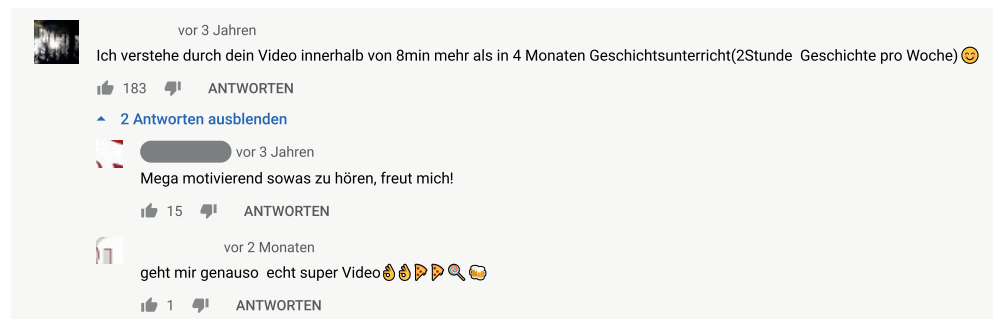 vor 3 Jahren
Ich verstehe durch dein Video innerhalb von 8min mehr als in 4 Monaten Geschichtsunterricht(2Stunde  Geschichte pro Woche)😊
183 ANTWORTEN
2 Antworten ausblenden
vor 3 Jahren
Mega motivierend sowas zu hören, freut mich!
15 ANTWORTEN
vor 2 Monaten
geht mir genauso  echt super Video👌👌🍕🍕🍭🍻
1 ANTWORTEN